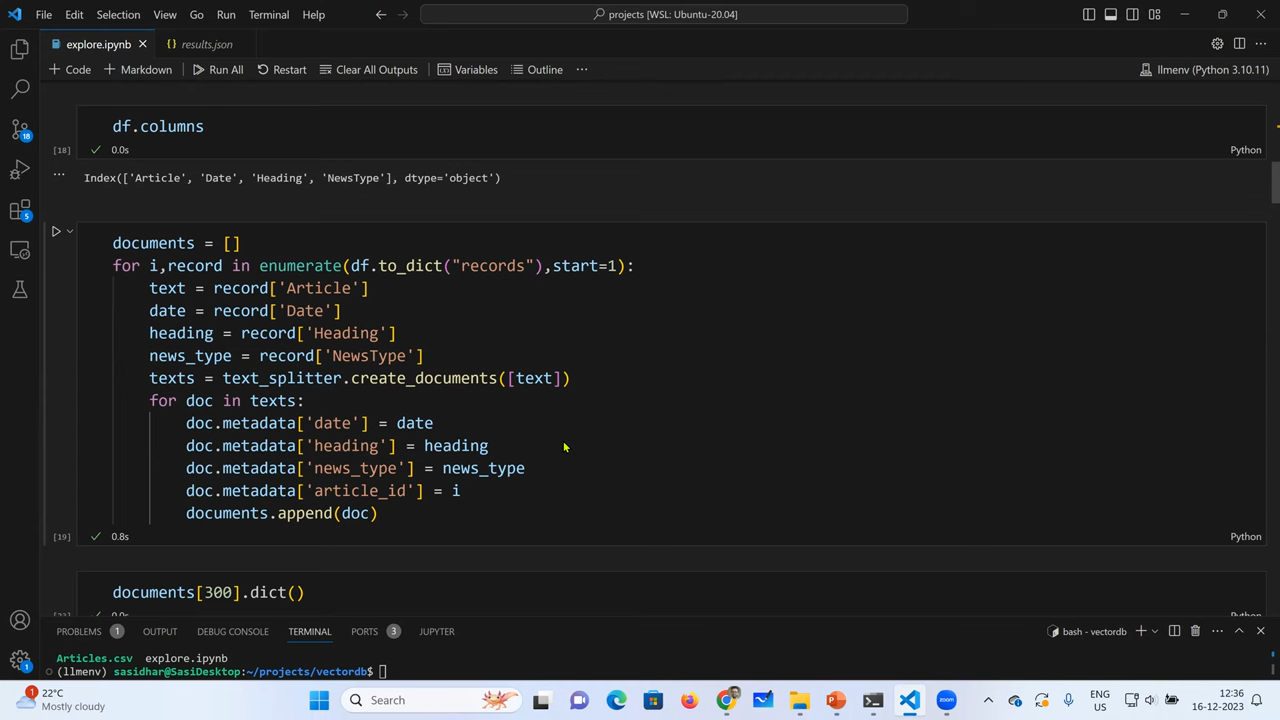 File Edit Selection View Go Run Terminal Help
projects [WSL: Ubuntu-20.04]
explore.ipynb
{} results.json
+ Code + Markdown Run All Restart Clear All Outputs Variables Outline ...
llmenv (Python 3.10.11)
df.columns
[18] 0.0s Python
... Index(['Article', 'Date', 'Heading', 'NewsType'], dtype='object')
documents = []
for i,record in enumerate(df.to_dict("records"),start=1):
text = record['Article']
date = record['Date']
heading = record['Heading']
news_type = record['NewsType']
texts = text_splitter.create_documents([text])
for doc in texts:
doc.metadata['date'] = date
doc.metadata['heading'] = heading
doc.metadata['news_type'] = news_type
doc.metadata['article_id'] = i
documents.append(doc)
[19] 0.8s Python
documents[300].dict()
18
5
1
PROBLEMS 1 OUTPUT DEBUG CONSOLE TERMINAL PORTS 3 JUPYTER
bash - vectordb
Articles.csv explore.ipynb
(llmenv) sasidhar@SasiDesktop:~/projects/vectordb$
1
22°C
Mostly cloudy
Search
ENG
US
12:36
16-12-2023